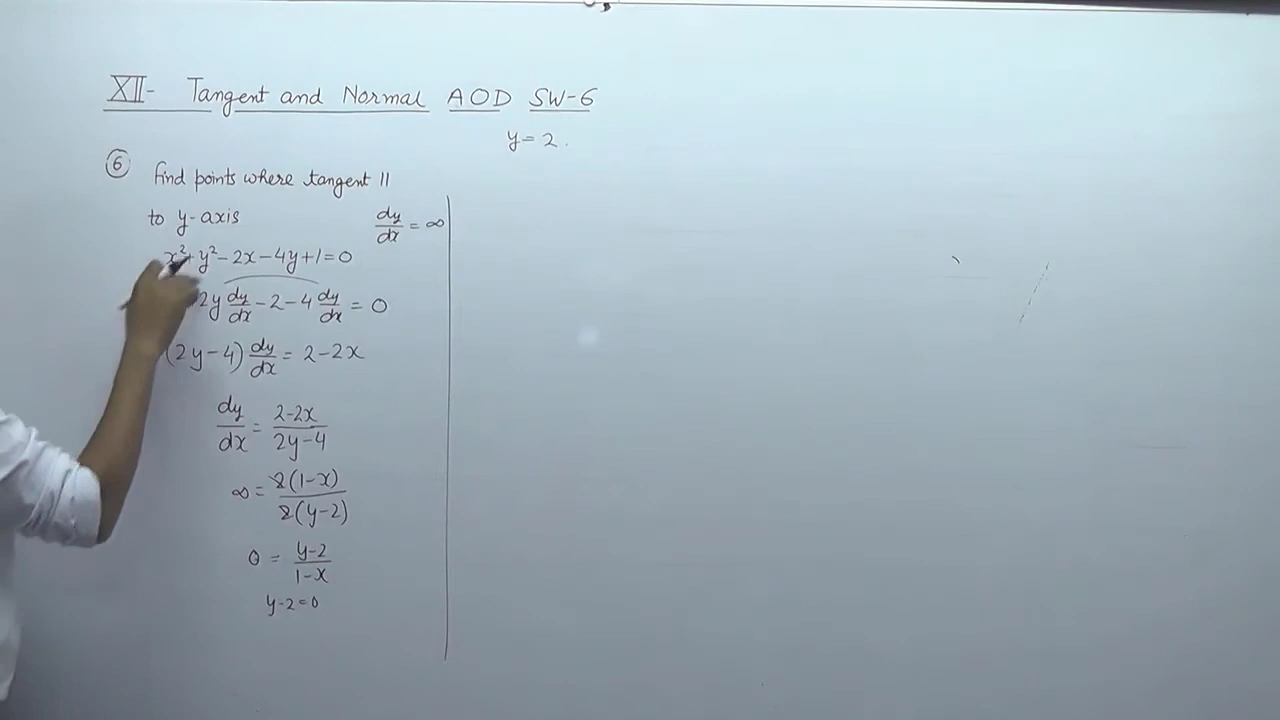 XII- Tangent and Normal AOD SW-6
y = 2.
6 Find points where tangent ||
to y-axis
dy/dx = ∞
x²+y²-2x-4y+1=0
2y dy/dx - 2 - 4 dy/dx = 0
(2y-4) dy/dx = 2-2x
dy/dx = 2-2x/2y-4
∞ = 2(1-x)/2(y-2)
0 = y-2/1-x
y-2=0